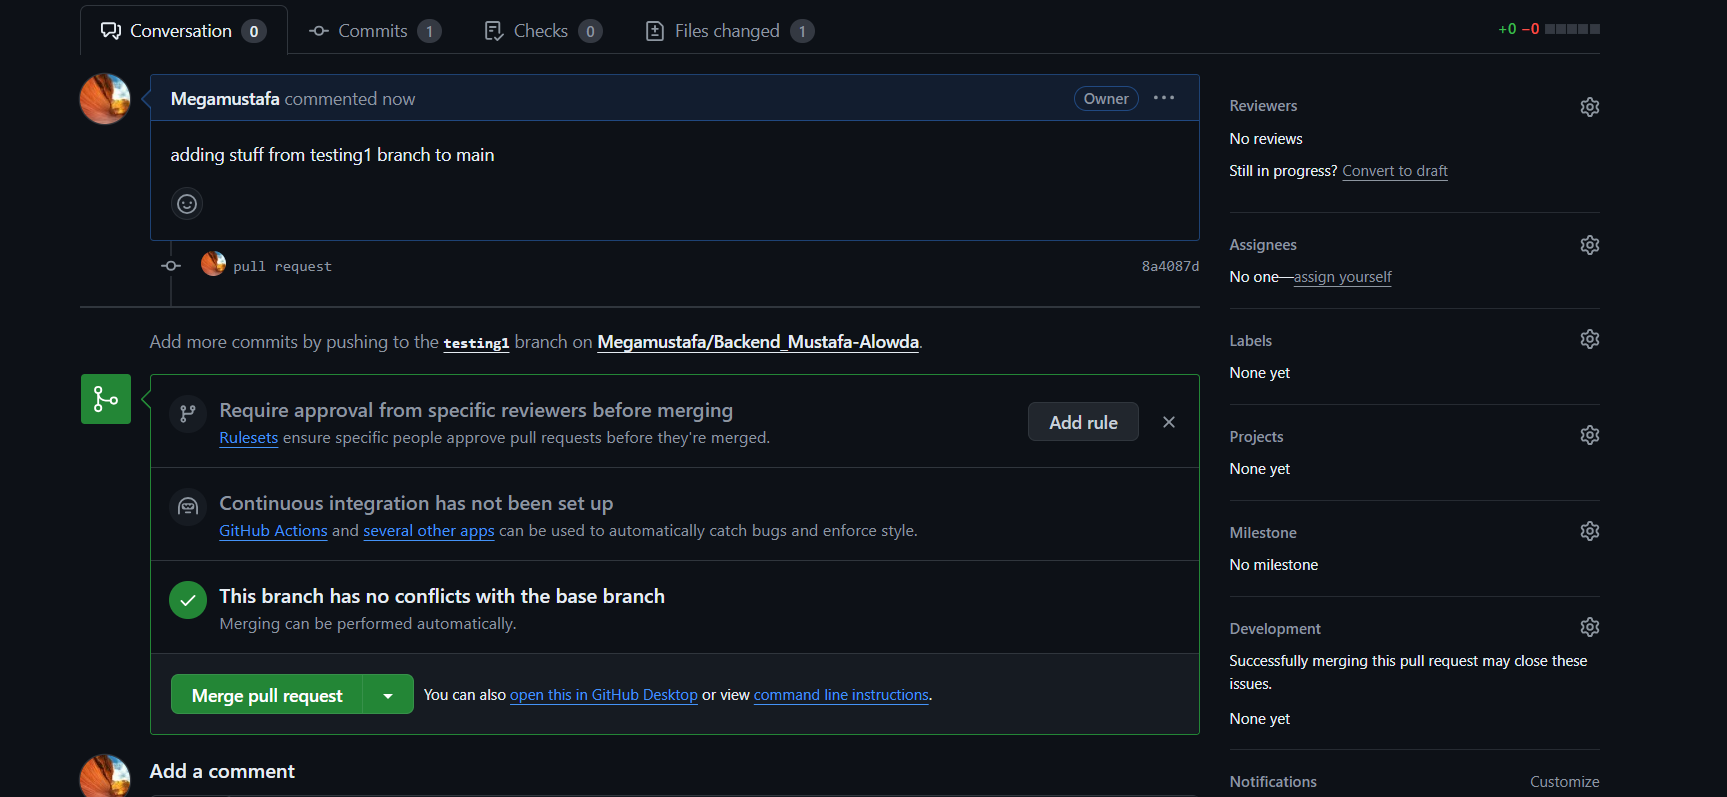 Conversation 0 Commits 1 Checks 0 Files changed 1 +0 −0
Megamustafa commented now Owner
adding stuff from testing1 branch to main
pull request 8a4087d
Add more commits by pushing to the testing1 branch on Megamustafa/Backend_Mustafa-Alowda.
Require approval from specific reviewers before merging
Rulesets ensure specific people approve pull requests before they're merged.
Add rule
Continuous integration has not been set up
GitHub Actions and several other apps can be used to automatically catch bugs and enforce style.
This branch has no conflicts with the base branch
Merging can be performed automatically.
Merge pull request You can also open this in GitHub Desktop or view command line instructions.
Add a comment
Reviewers
No reviews
Still in progress? Convert to draft
Assignees
No one—assign yourself
Labels
None yet
Projects
None yet
Milestone
No milestone
Development
Successfully merging this pull request may close these
issues.
None yet
Notifications Customize